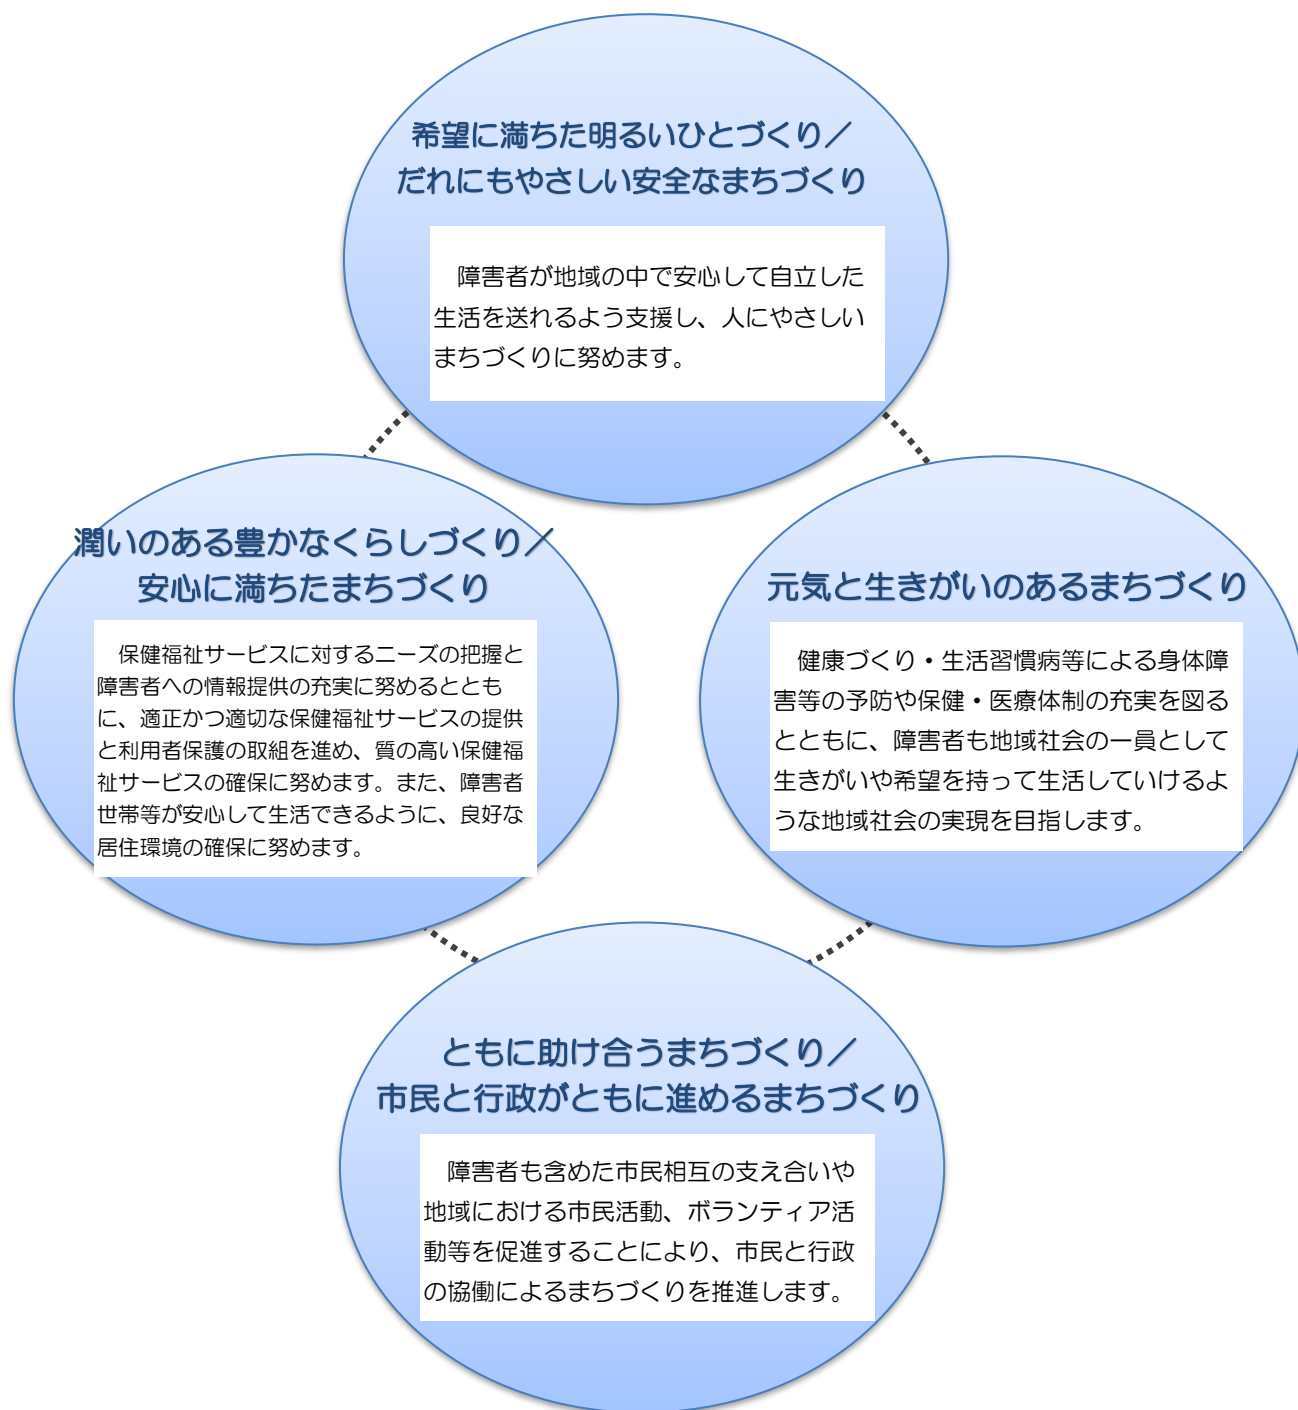 希望に満ちた明るいひとづくり／
だれにもやさしい安全なまちづくり
　障害者が地域の中で安心して自立した
生活を送れるよう支援し、人にやさしい
まちづくりに努めます。
潤いのある豊かなくらしづくり／
安心に満ちたまちづくり
　保健福祉サービスに対するニーズの把握と
障害者への情報提供の充実に努めるととも
に、適正かつ適切な保健福祉サービスの提供
と利用者保護の取組を進め、質の高い保健福
祉サービスの確保に努めます。また、障害者
世帯等が安心して生活できるように、良好な
居住環境の確保に努めます。
元気と生きがいのあるまちづくり
　健康づくり・生活習慣病等による身体障
害等の予防や保健・医療体制の充実を図る
とともに、障害者も地域社会の一員として
生きがいや希望を持って生活していけるよ
うな地域社会の実現を目指します。
ともに助け合うまちづくり／
市民と行政がともに進めるまちづくり
　障害者も含めた市民相互の支え合いや
地域における市民活動、ボランティア活
動等を促進することにより、市民と行政
の協働によるまちづくりを推進します。